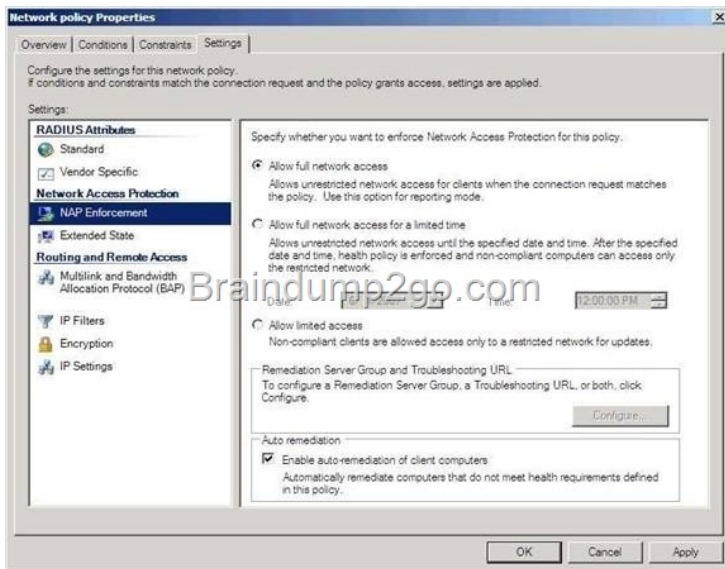 Network policy Properties
Overview
Conditions
Constraints
Settings
Configure the settings for this network policy.
If conditions and constraints match the connection request and the policy grants access, settings are applied.
Settings:
RADIUS Attributes
Standard
Vendor Specific
Network Access Protection
NAP Enforcement
Extended State
Routing and Remote Access
Multilink and Bandwidth
Allocation Protocol (BAP)
IP Filters
Encryption
IP Settings
Specify whether you want to enforce Network Access Protection for this policy.
Allow full network access
Allows unrestricted network access for clients when the connection request matches
the policy. Use this option for reporting mode.
Allow full network access for a limited time
Allows unrestricted network access until the specified date and time. After the specified
date and time, health policy is enforced and non-compliant computers can access only
the restricted network.
Braindump2go.com
Date:
Time:
12:00:00 PM
Allow limited access
Non-compliant clients are allowed access only to a restricted network for updates.
Remediation Server Group and Troubleshooting URL
To configure a Remediation Server Group, a Troubleshooting URL, or both, click
Configure.
Configure...
Auto remediation
Enable auto-remediation of client computers
Automatically remediate computers that do not meet health requirements defined
in this policy.
OK
Cancel
Apply